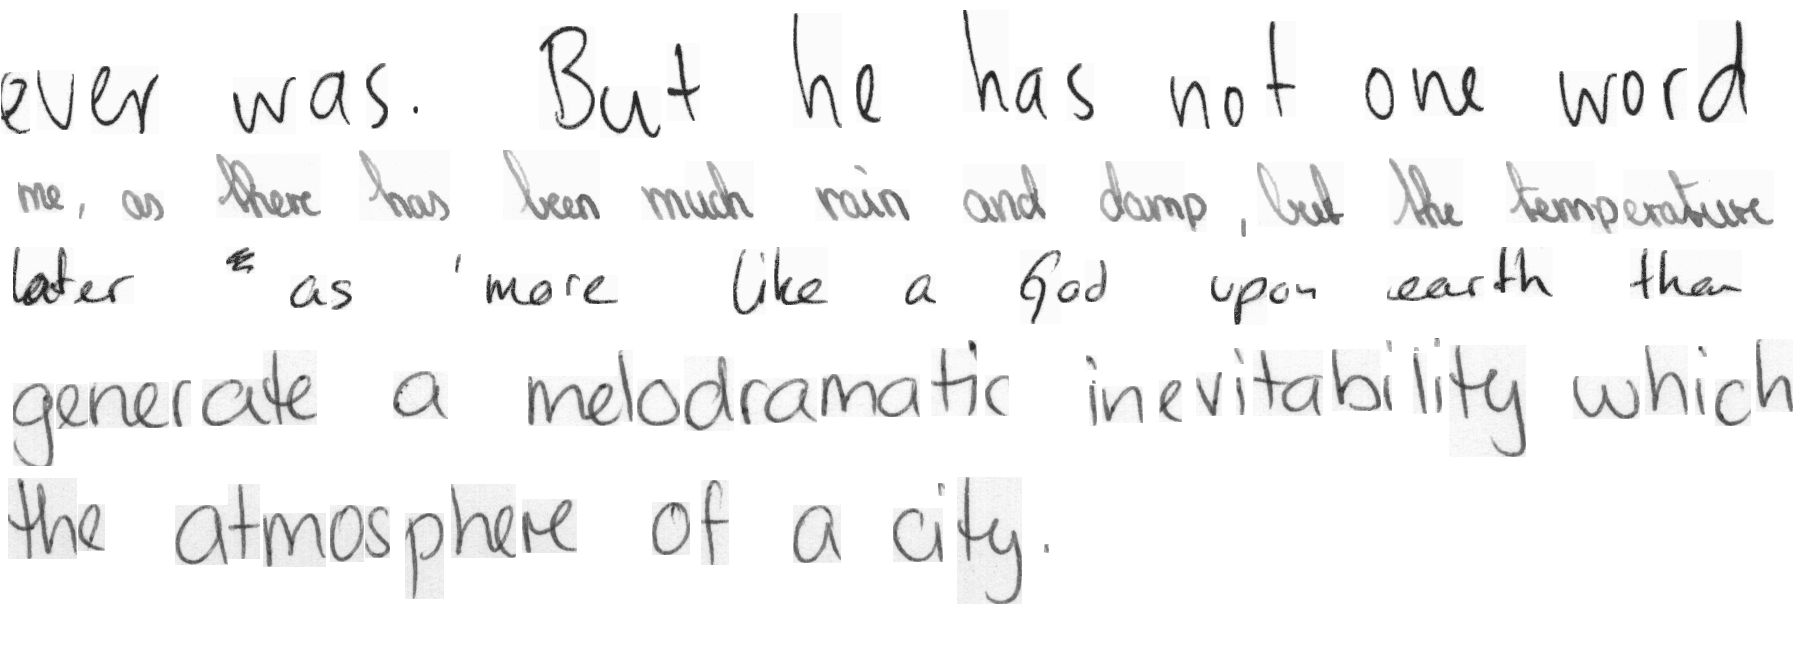 ever was. But he has not one word
me, as there has been much rain and damp, but the temperature
later as 'more like a God upon earth than
generate a melodramatic inevitability which
the atmosphere of a city.